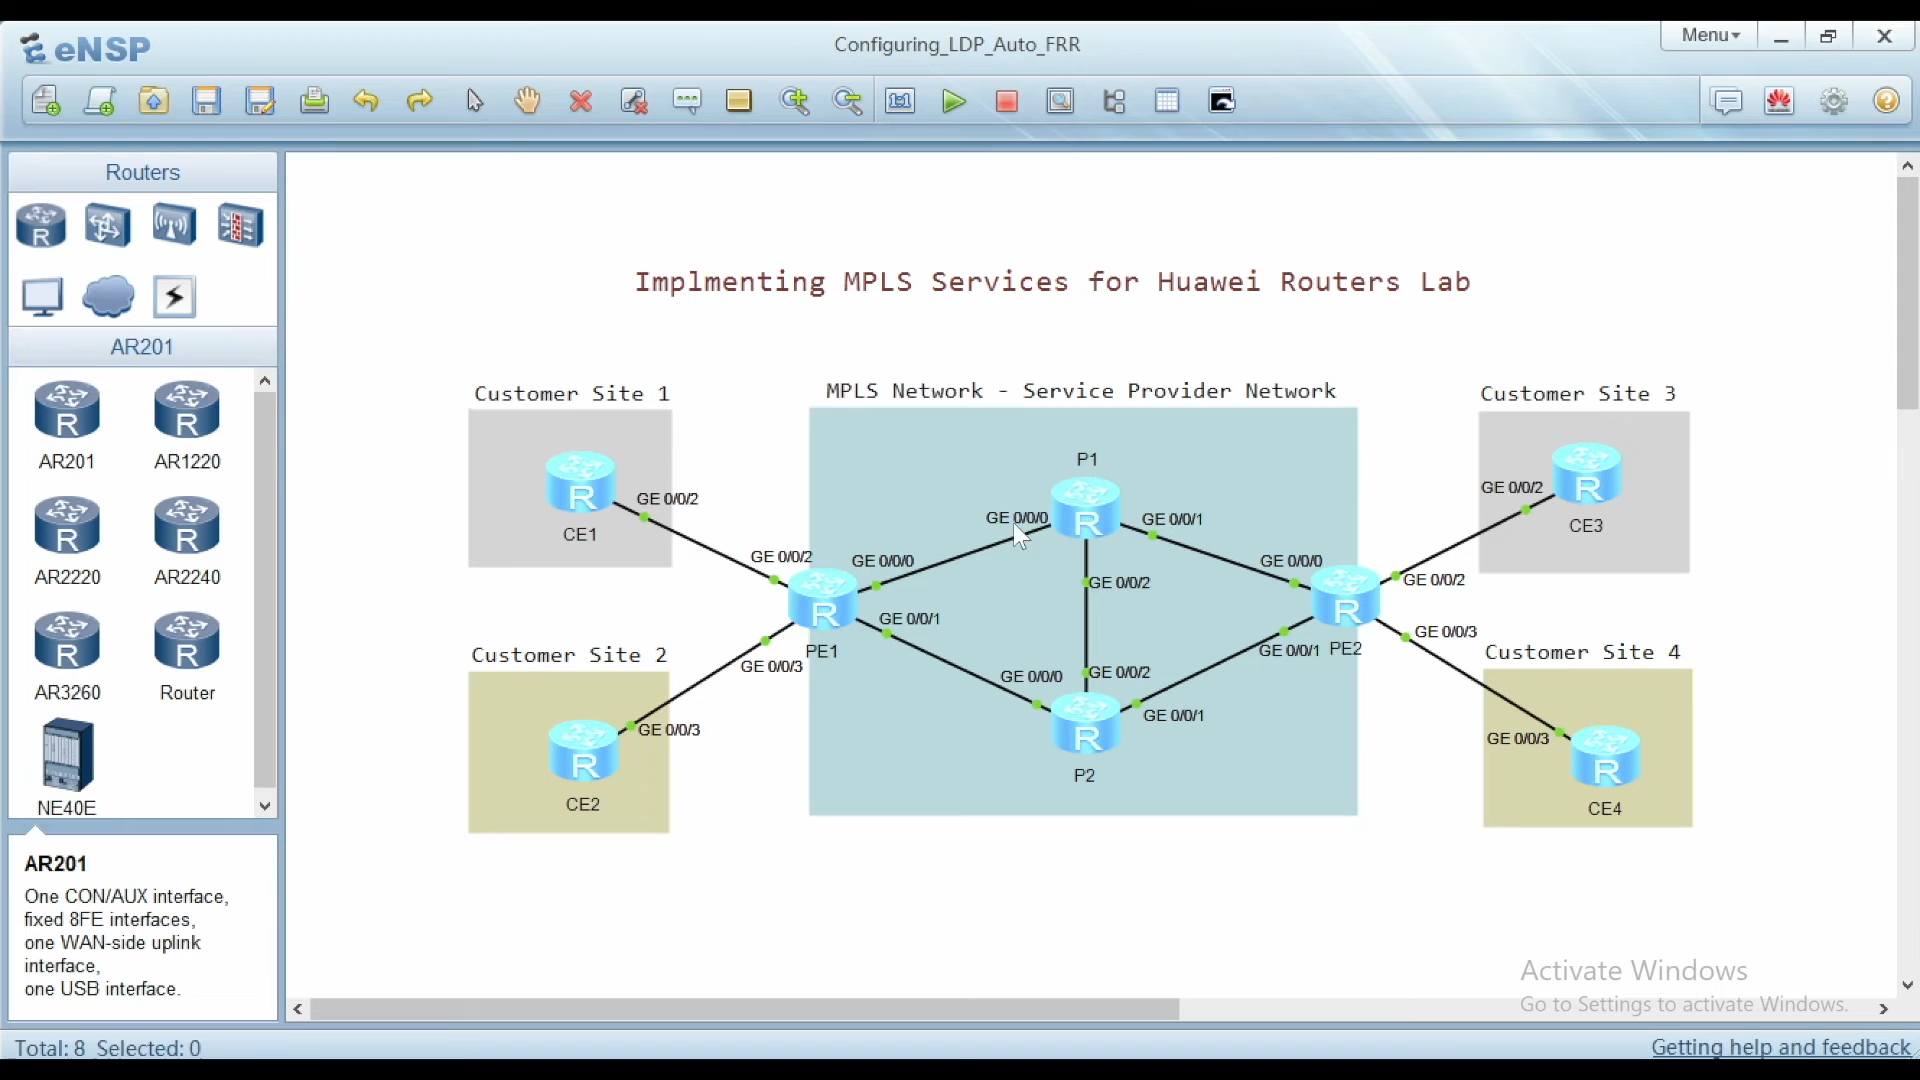 eNSP
Configuring_LDP_Auto_FRR
Menu
1:1
Routers
AR201
AR201
AR1220
AR2220
AR2240
AR3260
Router
NE40E
AR201
One CON/AUX interface,
fixed 8FE interfaces,
one WAN-side uplink
interface,
one USB interface.
Implmenting MPLS Services for Huawei Routers Lab
Customer Site 1
MPLS Network - Service Provider Network
Customer Site 3
P1
R
GE 0/0/2
CE1
GE 0/0/0
R
GE 0/0/1
GE 0/0/2
R
CE3
GE 0/0/2
GE 0/0/0
GE 0/0/2
GE 0/0/0
GE 0/0/2
R
PE1
GE 0/0/1
R
PE2
GE 0/0/3
Customer Site 2
GE 0/0/3
GE 0/0/0
GE 0/0/2
GE 0/0/1
Customer Site 4
R
CE2
GE 0/0/3
R
P2
GE 0/0/1
GE 0/0/3
R
CE4
Activate Windows
Go to Settings to activate Windows.
Total: 8 Selected: 0
Getting help and feedback